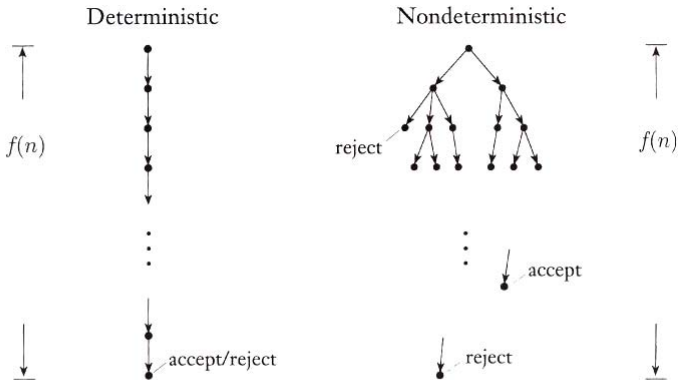 Deterministic
Nondeterministic
f(n)
reject
f(n)
accept
accept/reject
reject